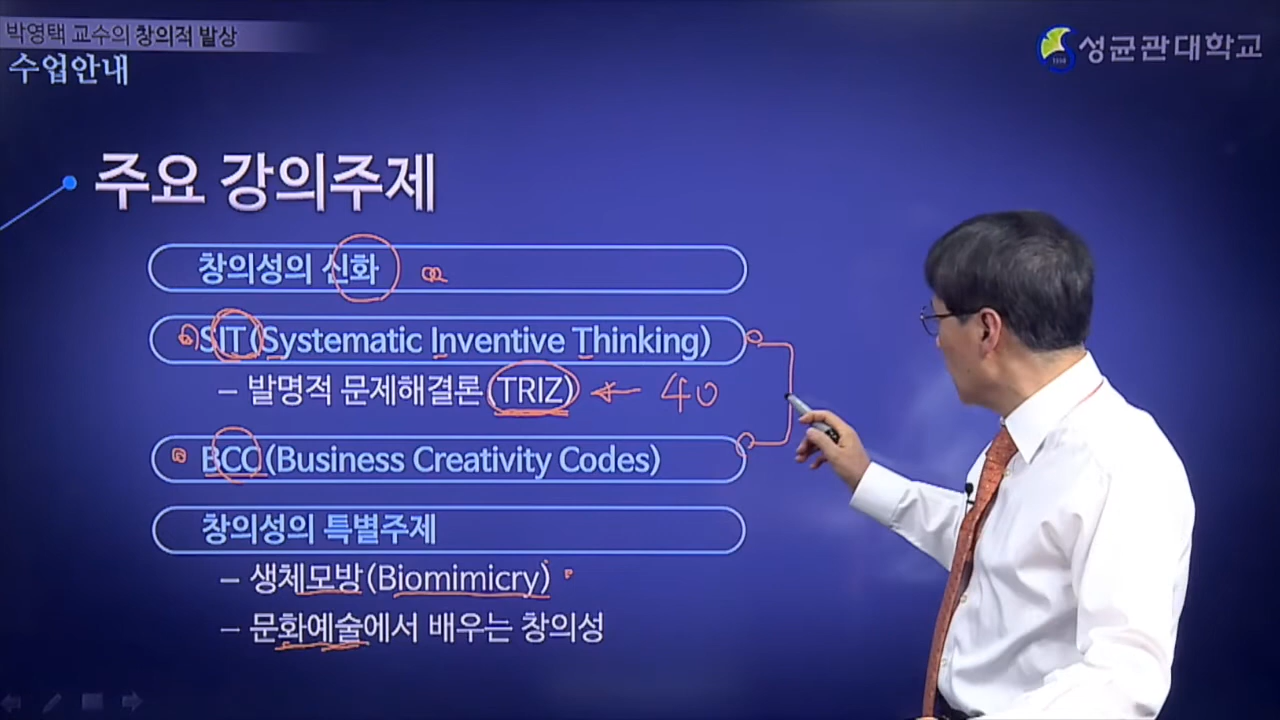 박영택 교수의 창의적 발상
수업안내
성균관대학교
주요 강의주제
창의성의 신화
SIT(Systematic Inventive Thinking)
– 발명적 문제해결론(TRIZ) ← 40
BCC(Business Creativity Codes)
창의성의 특별주제
– 생체모방(Biomimicry)
– 문화예술에서 배우는 창의성